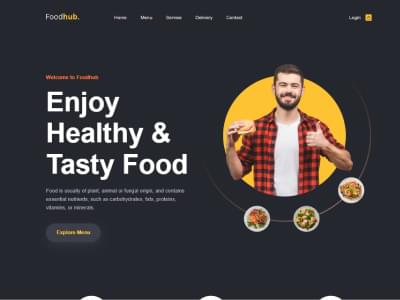 Foodhub.
Home Menu Service Delivery Contact
Login
Welcome to Foodhub
Enjoy
Healthy &
Tasty Food
Food is usually of plant, animal or fungal origin, and contains
essential nutrients, such as carbohydrates, fats, proteins,
vitamins, or minerals.
Explore Menu